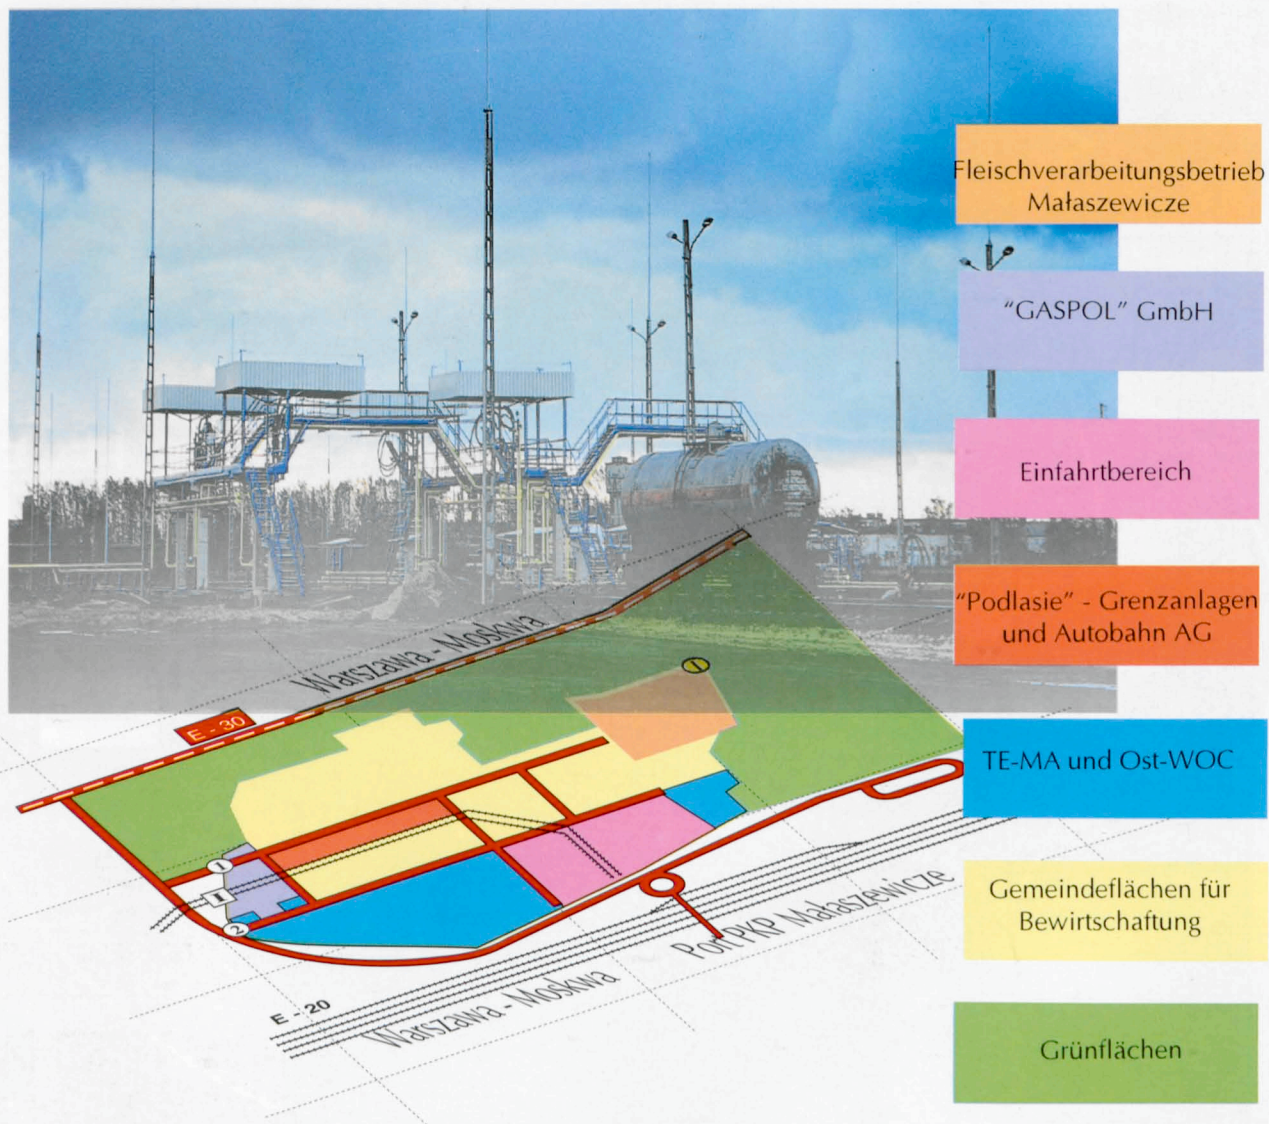 Fleischverarbeitungsbetrieb
Małaszewicze
"GASPOL" GmbH
Einfahrtbereich
"Podlasie" - Grenzanlagen
und Autobahn AG
TE-MA und Ost-WOC
Gemeindeflächen für
Bewirtschaftung
Grünflächen
Warszawa - Moskwa
E - 30
1
1
I
2
Port PKP Małaszewicze
E - 20
Warszawa - Moskwa